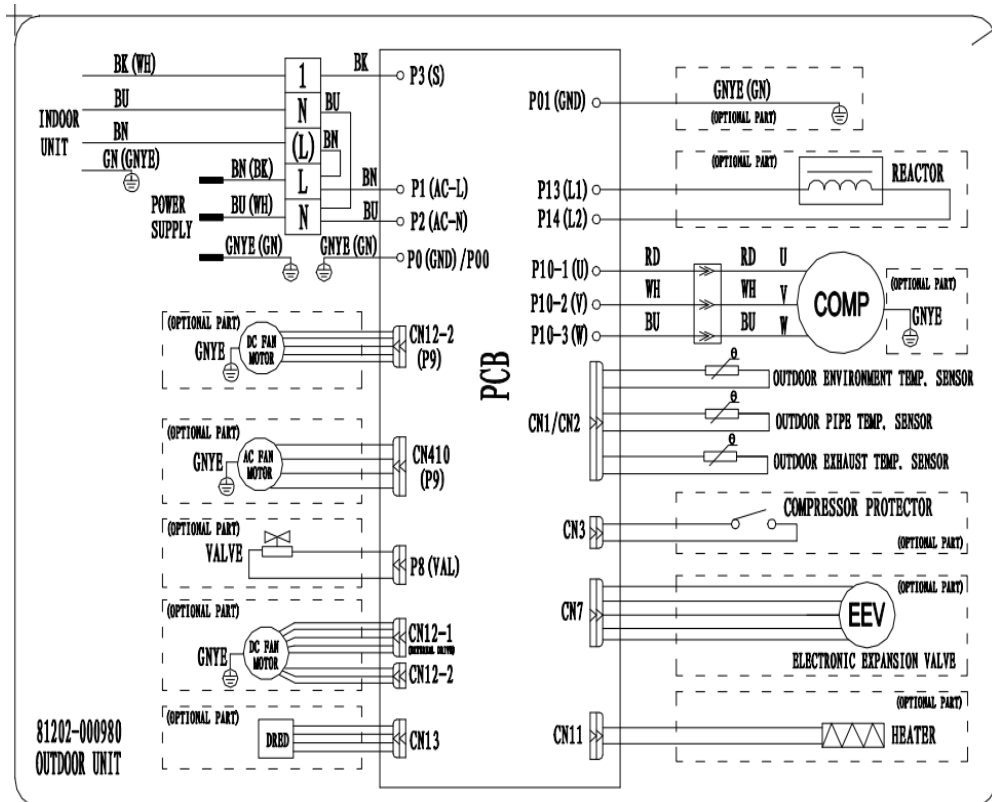 BK(WH)
1
BK
P3(S)
BU
N
BU
INDOOR
UNIT
BN
(L)
BN
GN(GNYE)
BN(BK)
L
BN
P1(AC-L)
POWER
SUPPLY
BU(WH)
N
BU
P2(AC-N)
GNYE(GN)
GNYE(GN)
P0(GND)/P00
(OPTIONAL PART)
DC FAN
MOTOR
GNYE
CN12-2
(P9)
(OPTIONAL PART)
AC FAN
MOTOR
GNYE
CN410
(P9)
(OPTIONAL PART)
VALVE
P8(VAL)
(OPTIONAL PART)
DC FAN
MOTOR
GNYE
CN12-1
CN12-2
(OPTIONAL PART)
DRED
CN13
81202-000980
OUTDOOR UNIT
PCB
P01(GND)
GNYE(GN)
(OPTIONAL PART)
(OPTIONAL PART)
REACTOR
P13(L1)
P14(L2)
P10-1(U)
RD
RD
U
P10-2(V)
WH
WH
V
P10-3(W)
BU
BU
W
COMP
(OPTIONAL PART)
GNYE
θ
OUTDOOR ENVIRONMENT TEMP. SENSOR
CN1/CN2
θ
OUTDOOR PIPE TEMP. SENSOR
θ
OUTDOOR EXHAUST TEMP. SENSOR
COMPRESSOR PROTECTOR
CN3
(OPTIONAL PART)
(OPTIONAL PART)
CN7
EEV
ELECTRONIC EXPANSION VALVE
(OPTIONAL PART)
CN11
HEATER